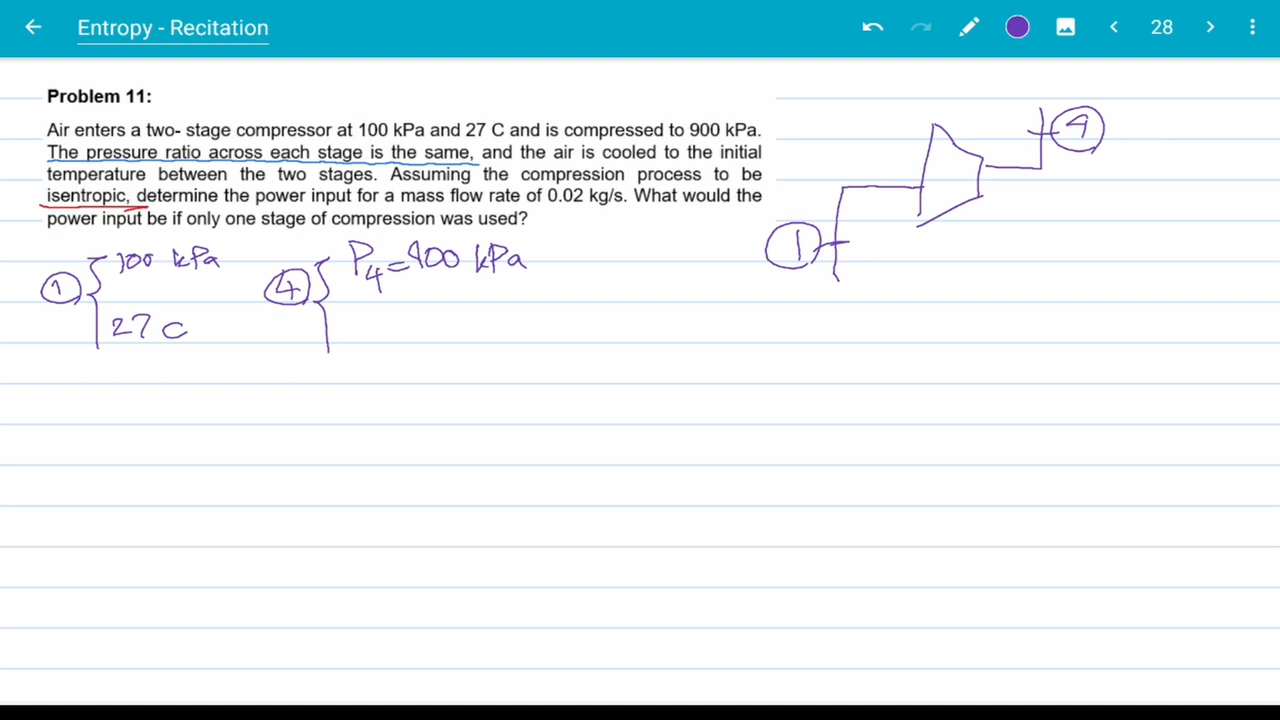 Entropy - Recitation
28
Problem 11:
Air enters a two- stage compressor at 100 kPa and 27 C and is compressed to 900 kPa.
The pressure ratio across each stage is the same, and the air is cooled to the initial
temperature between the two stages. Assuming the compression process to be
isentropic, determine the power input for a mass flow rate of 0.02 kg/s. What would the
power input be if only one stage of compression was used?
1 100 kPa
27 C
4 P4=900 kPa
1
4